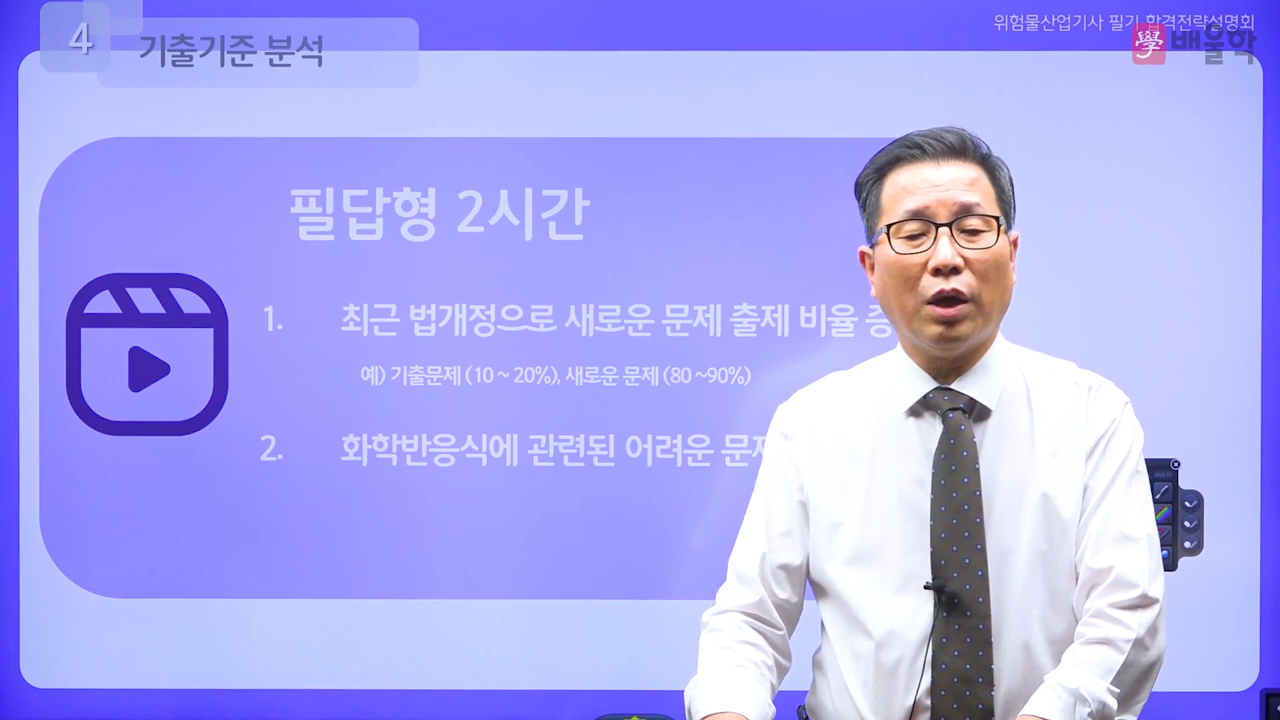 위험물산업기사 필기 합격전략설명회
學 배울학
4
기출기준 분석
필답형 2시간
1. 최근 법개정으로 새로운 문제 출제 비율
예) 기출문제 (10 ~ 20%), 새로운 문제 (80 ~90%)
2. 화학반응식에 관련된 어려운